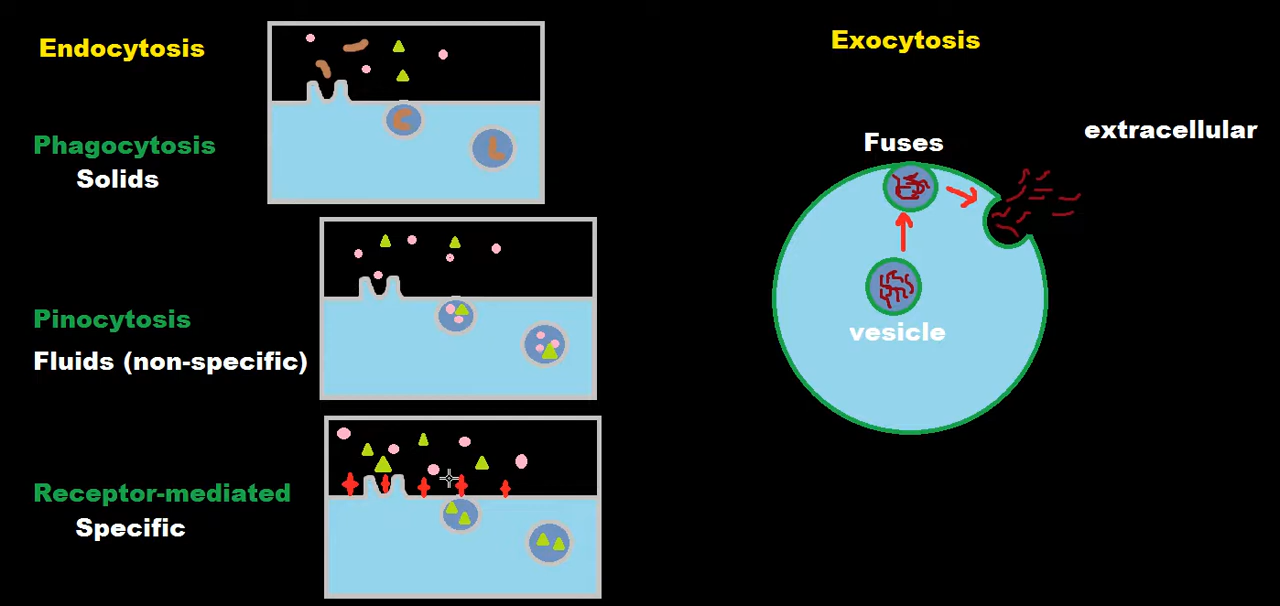 Endocytosis
Phagocytosis
Solids
Pinocytosis
Fluids (non-specific)
Receptor-mediated
Specific
Exocytosis
Fuses
extracellular
vesicle